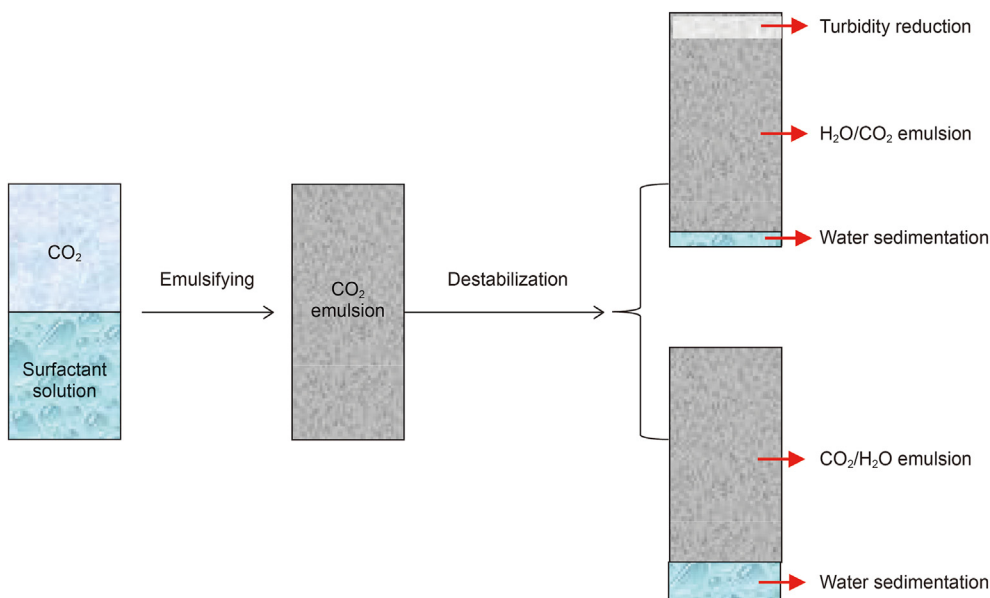 CO₂
Surfactant
solution
Emulsifying
CO₂
emulsion
Destabilization
Turbidity reduction
H₂O/CO₂ emulsion
Water sedimentation
CO₂/H₂O emulsion
Water sedimentation